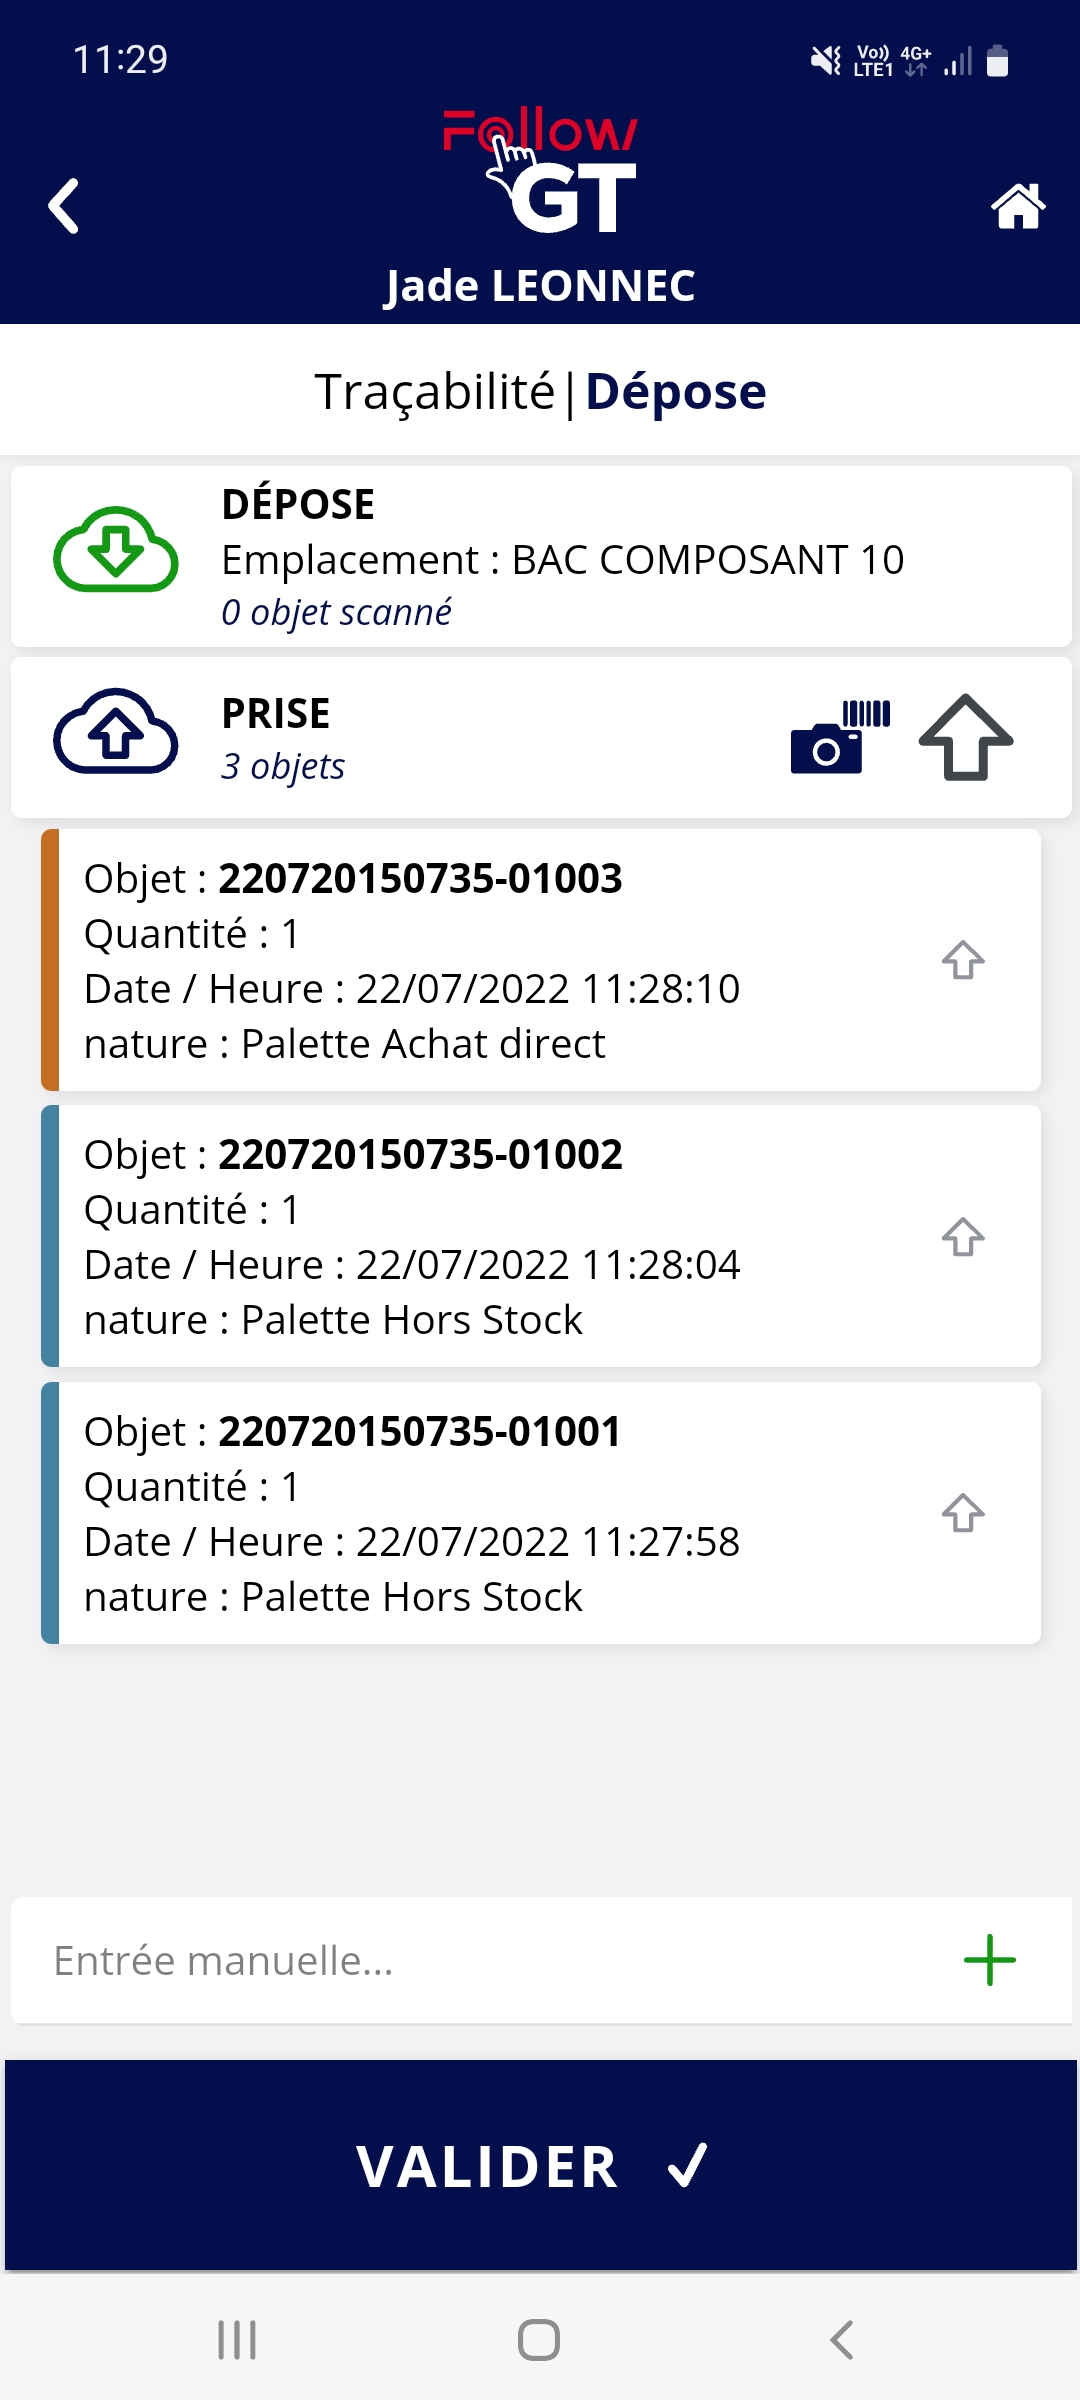 11:29
Vo)) LTE1 4G+
Follow
GT
Jade LEONNEC
Traçabilité|Dépose
DÉPOSE
Emplacement : BAC COMPOSANT 10
0 objet scanné
PRISE
3 objets
Objet : 220720150735-01003
Quantité : 1
Date / Heure : 22/07/2022 11:28:10
nature : Palette Achat direct
Objet : 220720150735-01002
Quantité : 1
Date / Heure : 22/07/2022 11:28:04
nature : Palette Hors Stock
Objet : 220720150735-01001
Quantité : 1
Date / Heure : 22/07/2022 11:27:58
nature : Palette Hors Stock
Entrée manuelle...
VALIDER